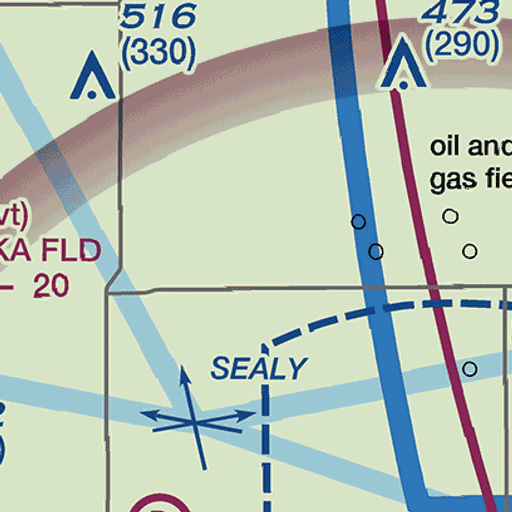 516
(330)
473
(290)
oil and
gas fie
vt)
KA FLD
– 20
SEALY
R